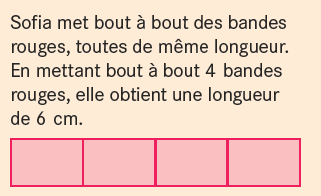 Sofia met bout à bout des bandes
rouges, toutes de même longueur.
En mettant bout à bout 4 bandes
rouges, elle obtient une longueur
de 6 cm.